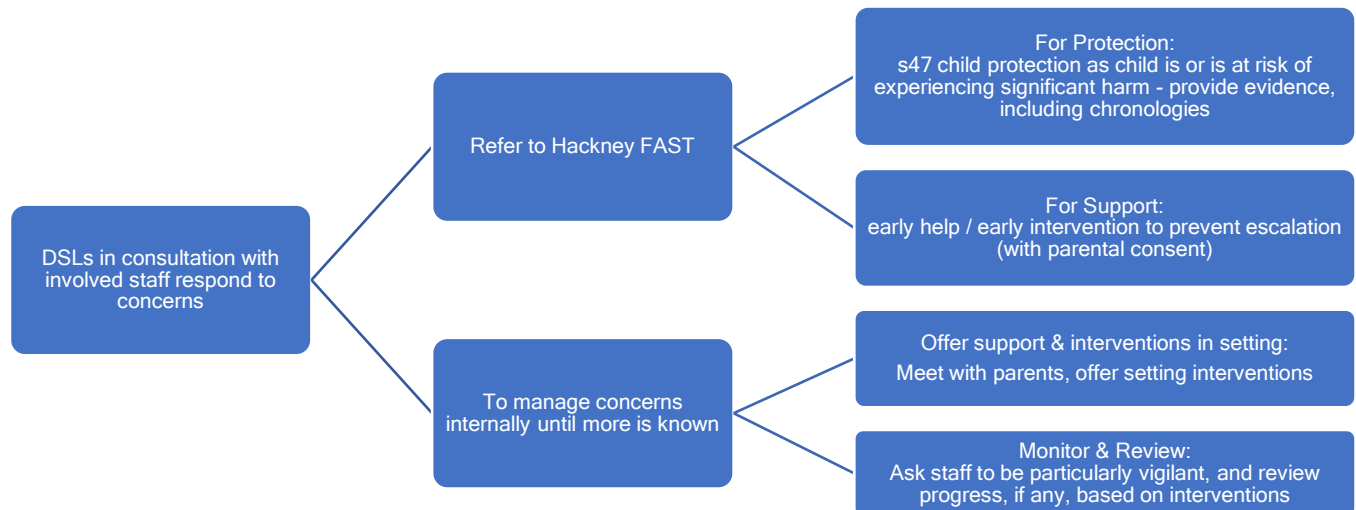 DSLs in consultation with
involved staff respond to
concerns
Refer to Hackney FAST
For Protection:
s47 child protection as child is or is at risk of
experiencing significant harm - provide evidence,
including chronologies
For Support:
early help / early intervention to prevent escalation
(with parental consent)
To manage concerns
internally until more is known
Offer support & interventions in setting:
Meet with parents, offer setting interventions
Monitor & Review:
Ask staff to be particularly vigilant, and review
progress, if any, based on interventions